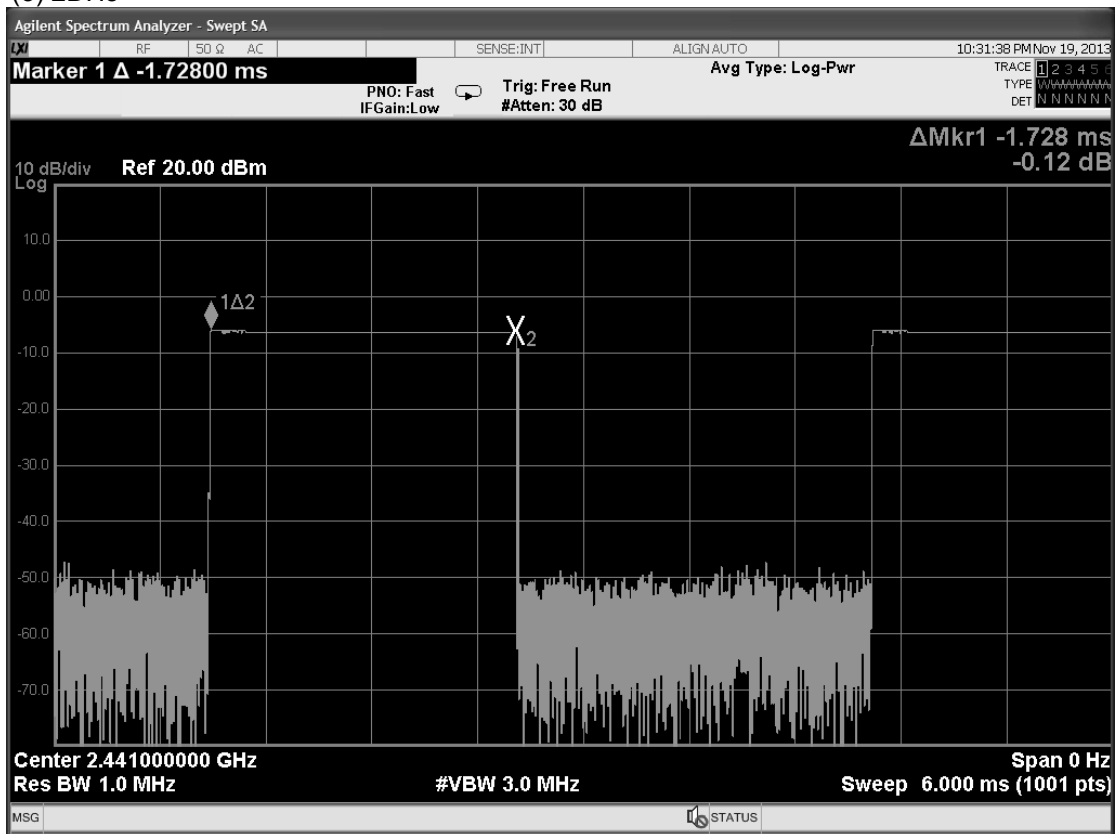 Agilent Spectrum Analyzer - Swept SA
LXI RF 50 Ω AC SENSE:INT ALIGN AUTO 10:31:38 PM Nov 19, 2013
Marker 1 Δ -1.72800 ms
PNO: Fast
IFGain:Low
Trig: Free Run
#Atten: 30 dB
Avg Type: Log-Pwr
TRACE 1 2 3 4 5 6
TYPE WWWWWW
DET N N N N N N
ΔMkr1 -1.728 ms
-0.12 dB
10 dB/div Ref 20.00 dBm
Log
10.0
0.00
1Δ2
X2
-10.0
-20.0
-30.0
-40.0
-50.0
-60.0
-70.0
Center 2.441000000 GHz Span 0 Hz
Res BW 1.0 MHz #VBW 3.0 MHz Sweep 6.000 ms (1001 pts)
MSG STATUS